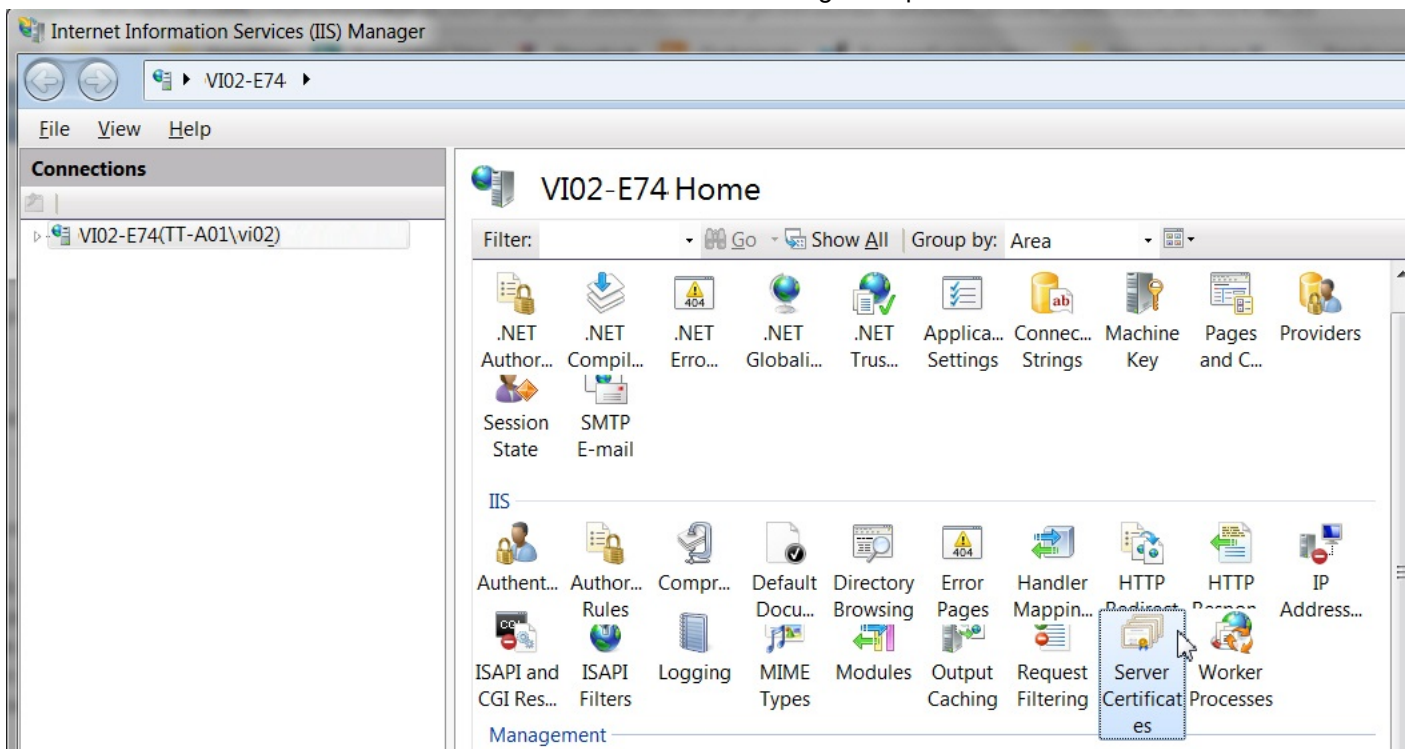 Internet Information Services (IIS) Manager
VI02-E74
File View Help
Connections
VI02-E74(TT-A01\vi02)
VI02-E74 Home
Filter: Go Show All Group by: Area
.NET Author... .NET Compil... .NET Erro... .NET Globali... .NET Trus... Applica... Settings Connec... Strings Machine Key Pages and C... Providers
Session State SMTP E-mail
IIS
Authent... Author... Rules Compr... Default Docu... Directory Browsing Error Pages Handler Mappin... HTTP Redirect HTTP Respon IP Address...
ISAPI and CGI Res... ISAPI Filters Logging MIME Types Modules Output Caching Request Filtering Server Certificates Worker Processes
Management